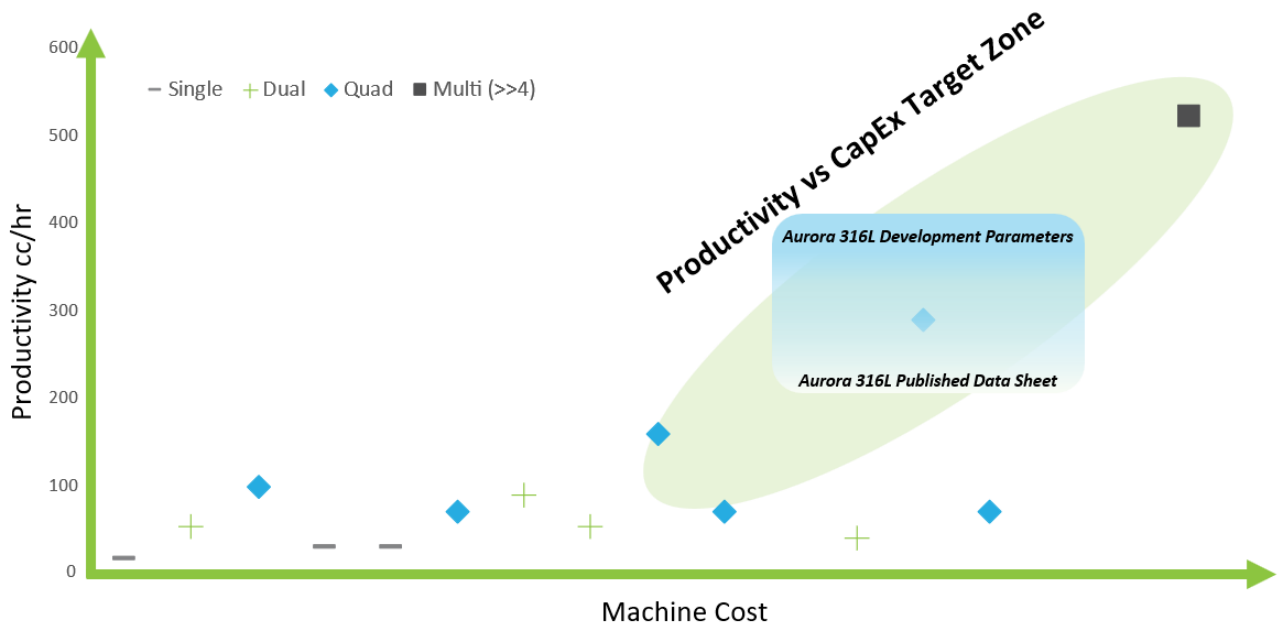 600
500
400
300
200
100
0
Productivity cc/hr
Single Dual Quad Multi (>>4)
Productivity vs CapEx Target Zone
Aurora 316L Development Parameters
Aurora 316L Published Data Sheet
Machine Cost